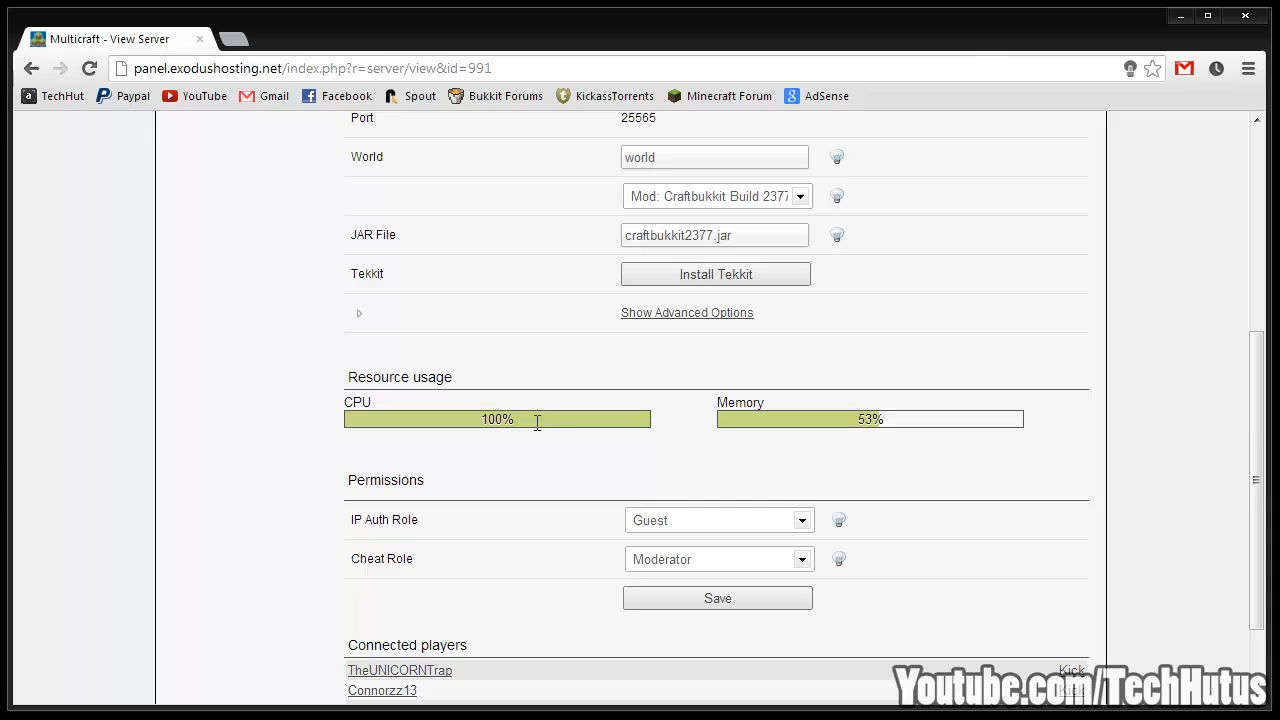 Multicraft - View Server
panel.exodushosting.net/index.php?r=server/view&id=991
TechHut Paypal YouTube Gmail Facebook Spout Bukkit Forums KickassTorrents Minecraft Forum AdSense
Port 25565
World world
Mod: Craftbukkit Build 2377
JAR File craftbukkit2377.jar
Tekkit Install Tekkit
Show Advanced Options
Resource usage
CPU Memory
100% 53%
Permissions
IP Auth Role Guest
Cheat Role Moderator
Save
Connected players
TheUNICORNTrap Kick
Connorzz13 Kick
Youtube.com/TechHutus